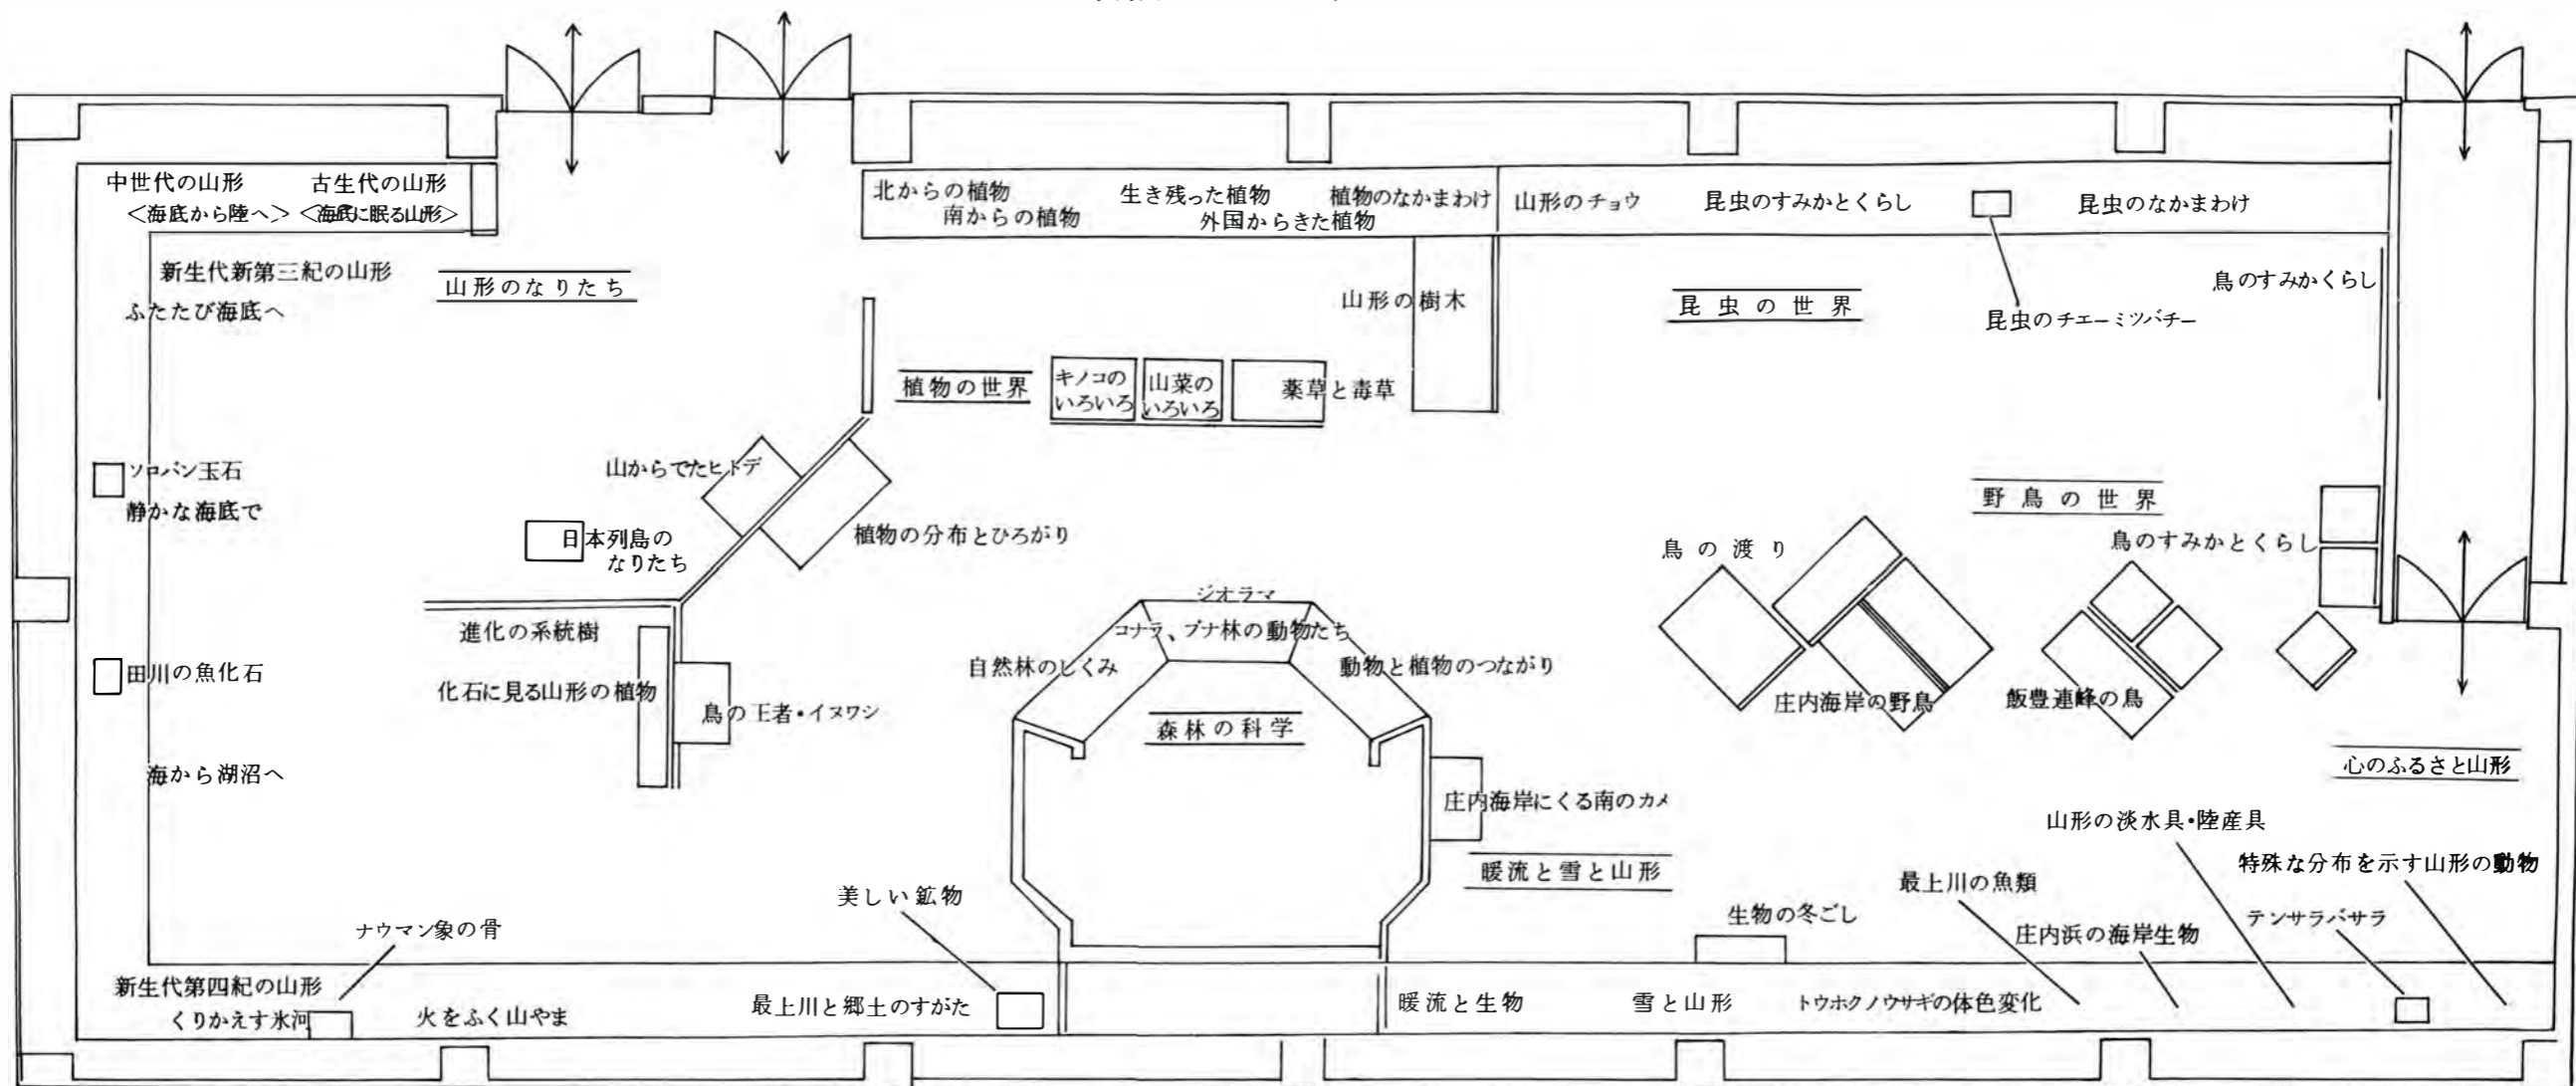 中世代の山形
<海底から陸へ>
古生代の山形
<海底に眠る山形>
新生代新第三紀の山形
ふたたび海底へ
山形のなりたち
北からの植物
南からの植物
生き残った植物
外国からきた植物
植物のなかまわけ
山形のチョウ
昆虫のすみかとくらし
昆虫のなかまわけ
昆虫のチエーミツバチー
昆虫の世界
鳥のすみかくらし
山形の樹木
植物の世界
キノコの
いろいろ
山菜の
いろいろ
薬草と毒草
ソロバン玉石
静かな海底で
山からでたヒトデ
日本列島の
なりたち
植物の分布とひろがり
野鳥の世界
鳥のすみかとくらし
鳥の渡り
進化の系統樹
化石に見る山形の植物
鳥の王者・イヌワシ
田川の魚化石
海から湖沼へ
ジオラマ
コナラ、ブナ林の動物たち
自然林のしくみ
動物と植物のつながり
森林の科学
庄内海岸の野鳥
飯豊連峰の鳥
心のふるさと山形
庄内海岸にくる南のカメ
暖流と雪と山形
山形の淡水具・陸産具
特殊な分布を示す山形の動物
最上川の魚類
庄内浜の海岸生物
テンサラバサラ
生物の冬ごし
美しい鉱物
ナウマン象の骨
新生代第四紀の山形
くりかえす氷河
火をふく山やま
最上川と郷土のすがた
暖流と生物
雪と山形
トウホクノウサギの体色変化